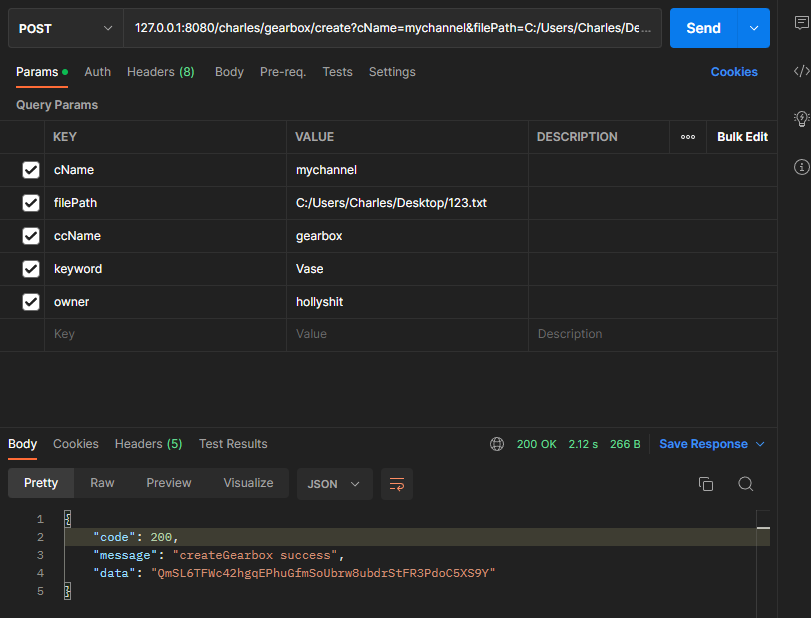 POST 127.0.0.1:8080/charles/gearbox/create?cName=mychannel&filePath=C:/Users/Charles/De... Send
Params Auth Headers (8) Body Pre-req. Tests Settings Cookies
Query Params
KEY VALUE DESCRIPTION ooo Bulk Edit
cName mychannel
filePath C:/Users/Charles/Desktop/123.txt
ccName gearbox
keyword Vase
owner hollyshit
Key Value Description
Body Cookies Headers (5) Test Results 200 OK 2.12 s 266 B Save Response
Pretty Raw Preview Visualize JSON
1 {
2 "code": 200,
3 "message": "createGearbox success",
4 "data": "QmSL6TFWc42hgqEPhuGfmSoUbrw8ubdrStFR3PdoC5XS9Y"
5 }